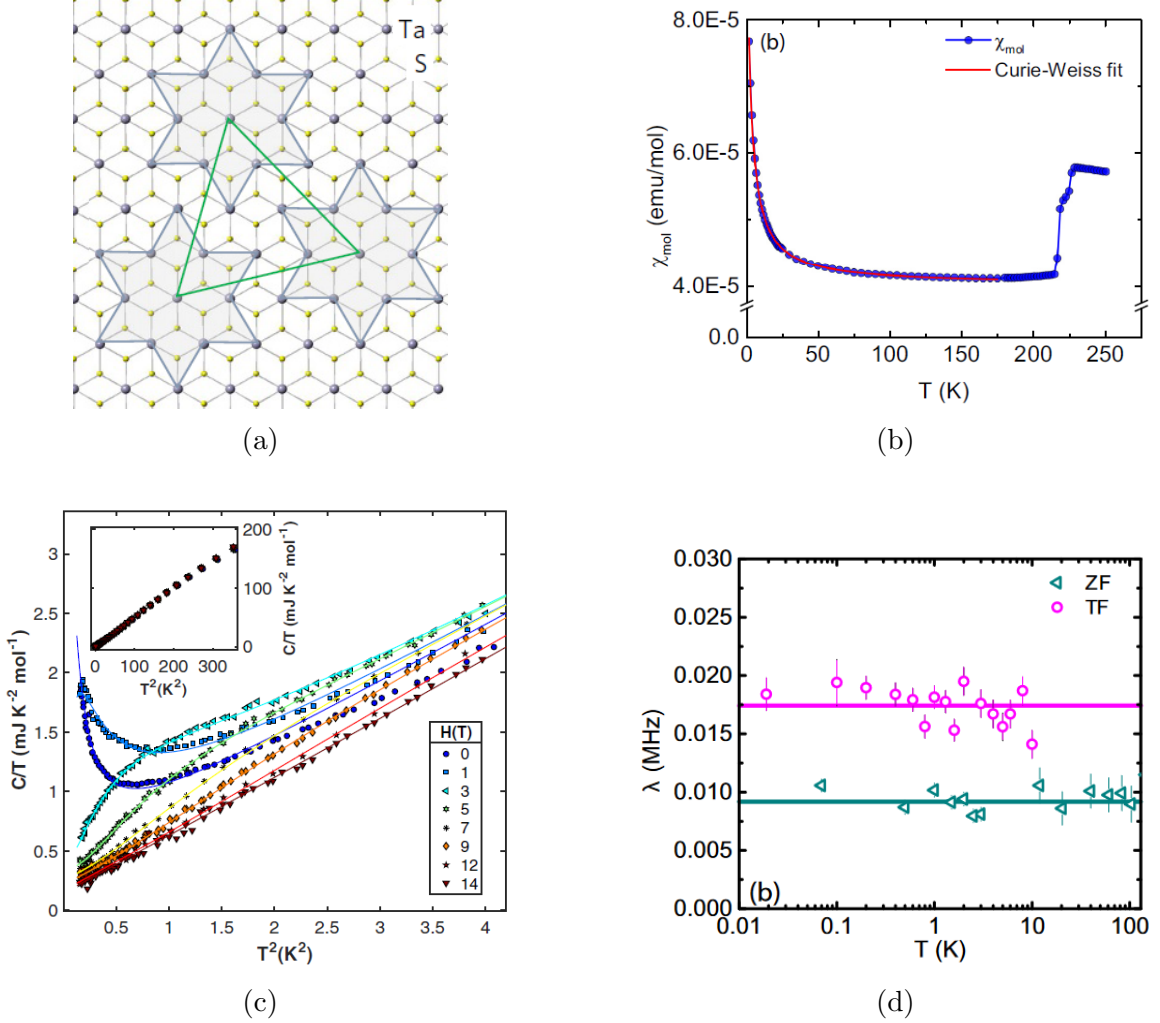 Ta
S
(a)
(b)
χmol
Curie-Weiss fit
8.0E-5
6.0E-5
4.0E-5
0.0
χmol (emu/mol)
0 50 100 150 200 250
T (K)
(b)
C/T (mJ K-2 mol-1)
3
2.5
2
1.5
1
0.5
0
0.5 1 1.5 2 2.5 3 3.5 4
T2(K2)
200
100
0
C/T (mJ K-2 mol-1)
0 100 200 300
T2(K2)
H(T)
0
1
3
5
7
9
12
14
(c)
ZF
TF
0.030
0.025
0.020
0.015
0.010
0.005
0.000
λ (MHz)
(b)
0.01 0.1 1 10 100
T (K)
(d)